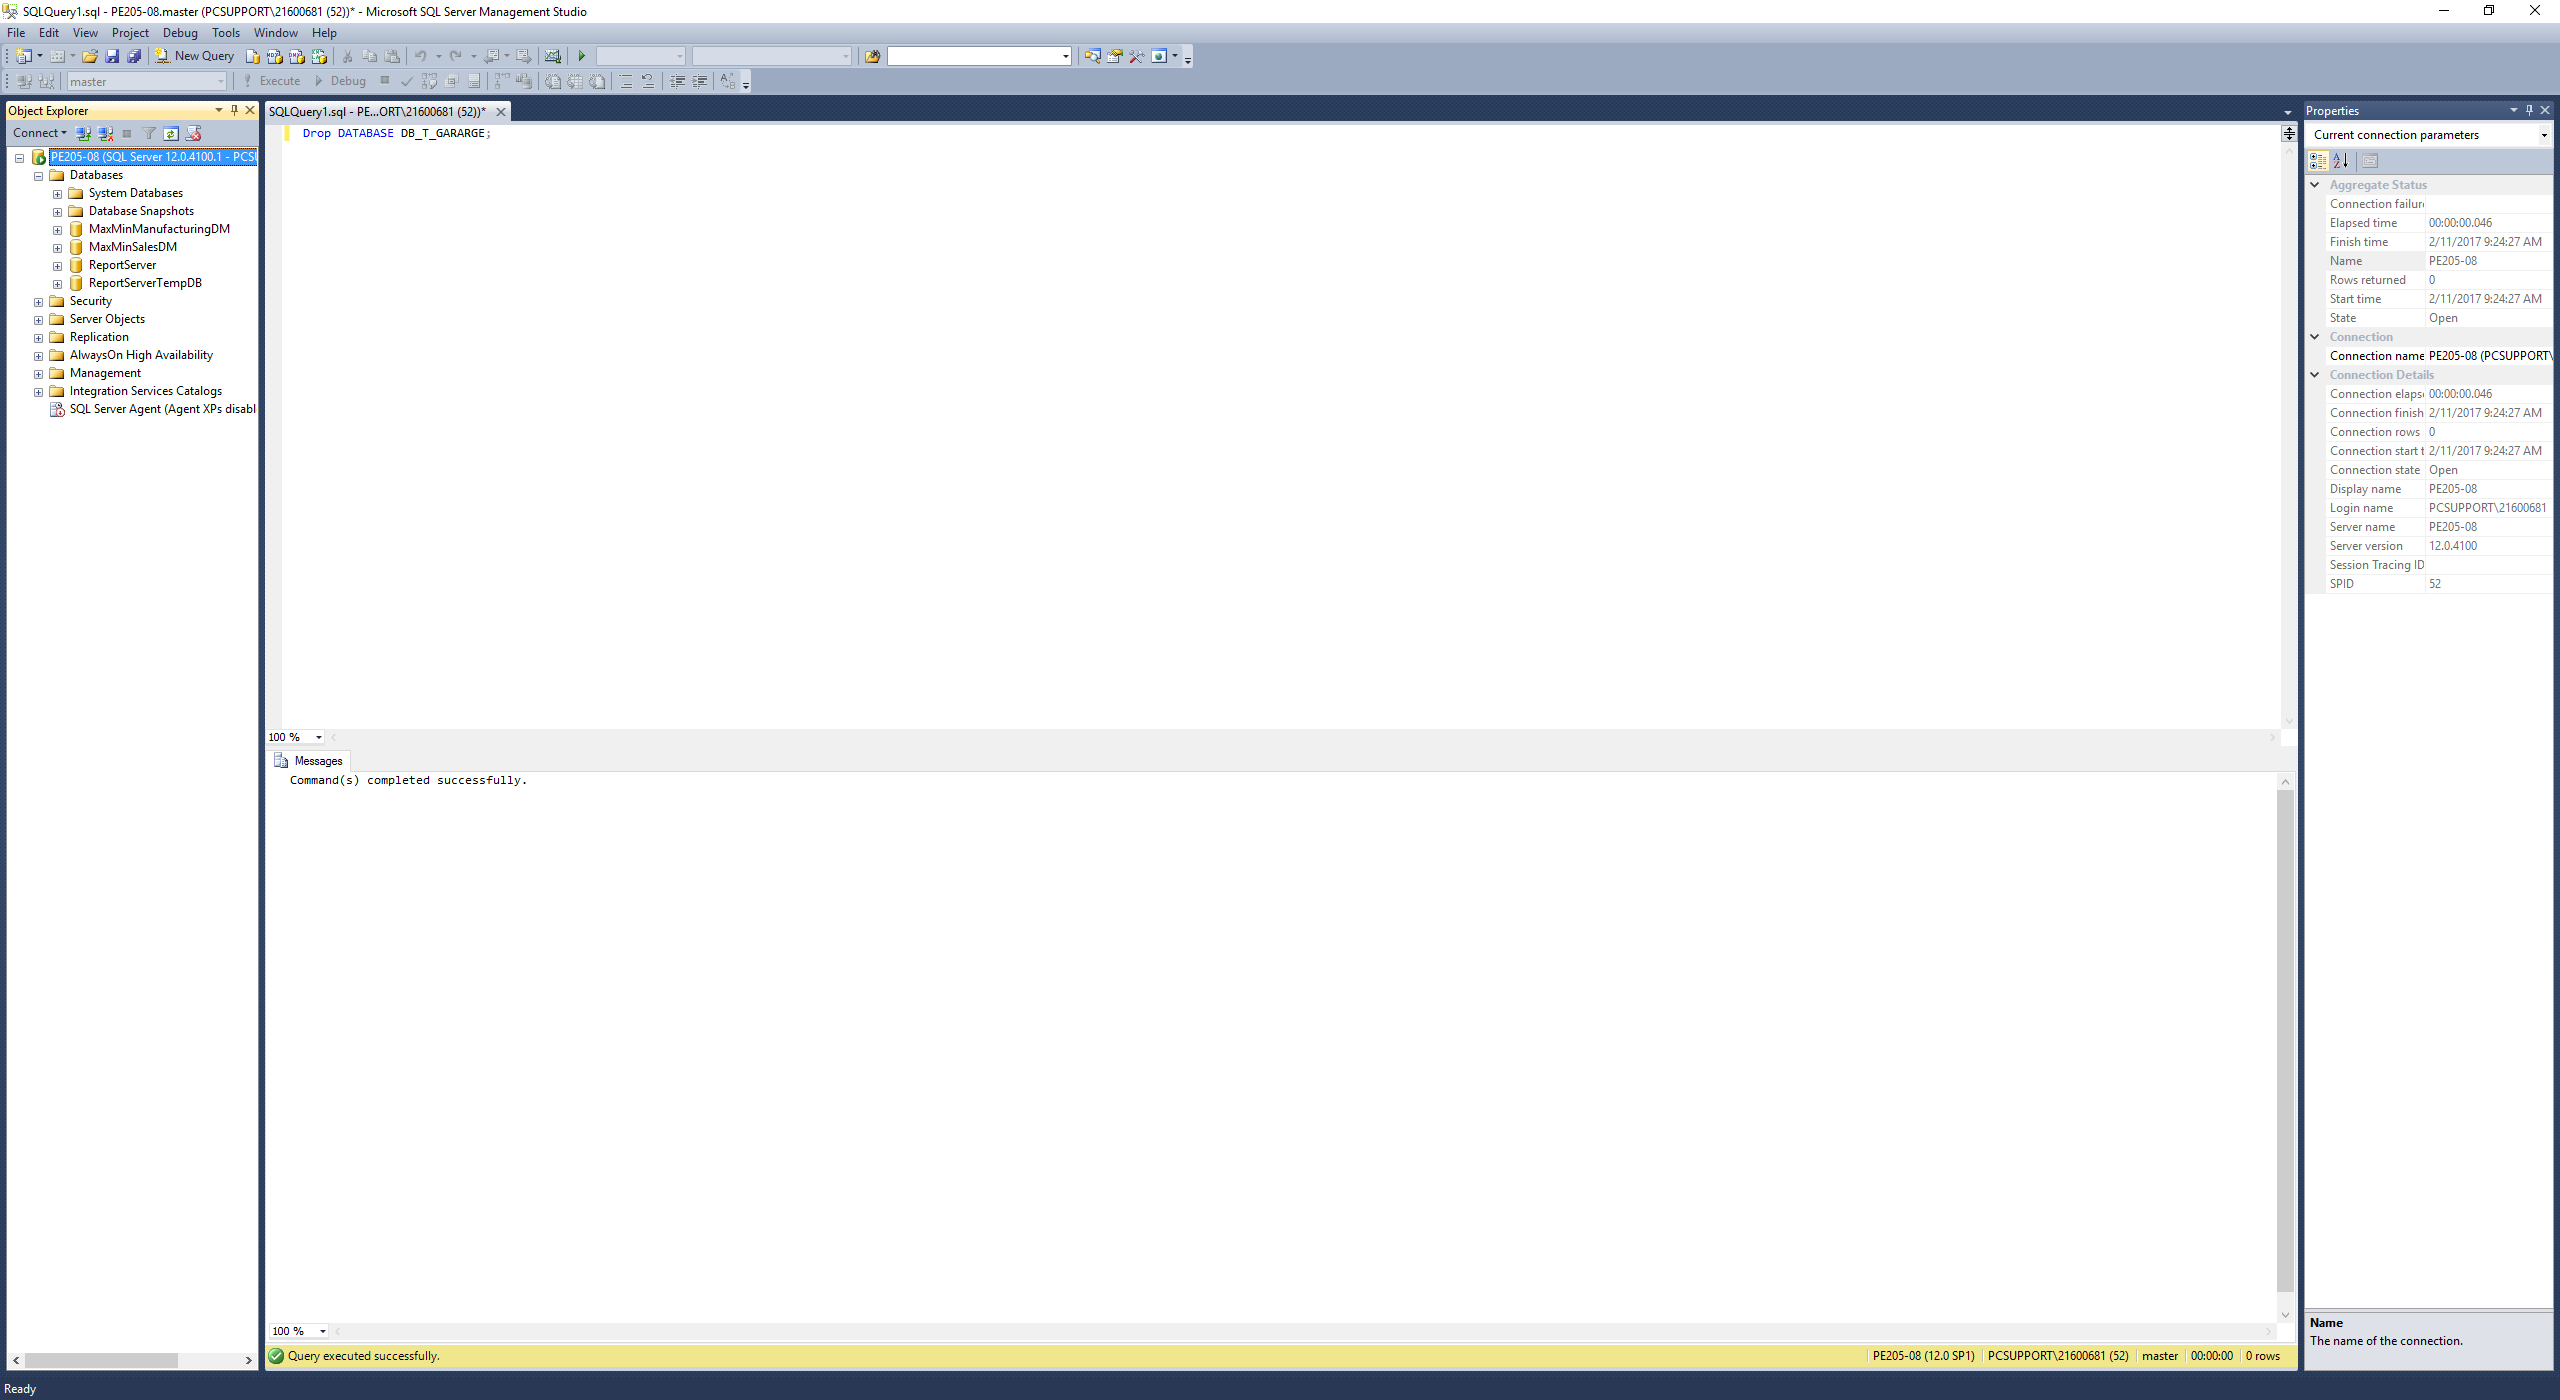 SQLQuery1.sql - PE205-08.master (PCSUPPORT\21600681 (52))* - Microsoft SQL Server Management Studio
File Edit View Project Debug Tools Window Help
New Query
master Execute Debug
Object Explorer
Connect
PE205-08 (SQL Server 12.0.4100.1 - PCSU
Databases
System Databases
Database Snapshots
MaxMinManufacturingDM
MaxMinSalesDM
ReportServer
ReportServerTempDB
Security
Server Objects
Replication
AlwaysOn High Availability
Management
Integration Services Catalogs
SQL Server Agent (Agent XPs disabl
SQLQuery1.sql - PE...ORT\21600681 (52))*
Drop DATABASE DB_T_GARARGE;
100 %
Messages
Command(s) completed successfully.
100 %
Query executed successfully.
PE205-08 (12.0 SP1) PCSUPPORT\21600681 (52) master 00:00:00 0 rows
Properties
Current connection parameters
Aggregate Status
Connection failure
Elapsed time 00:00:00.046
Finish time 2/11/2017 9:24:27 AM
Name PE205-08
Rows returned 0
Start time 2/11/2017 9:24:27 AM
State Open
Connection
Connection name PE205-08 (PCSUPPORT\
Connection Details
Connection elaps 00:00:00.046
Connection finish 2/11/2017 9:24:27 AM
Connection rows 0
Connection start t 2/11/2017 9:24:27 AM
Connection state Open
Display name PE205-08
Login name PCSUPPORT\21600681
Server name PE205-08
Server version 12.0.4100
Session Tracing ID
SPID 52
Name
The name of the connection.
Ready